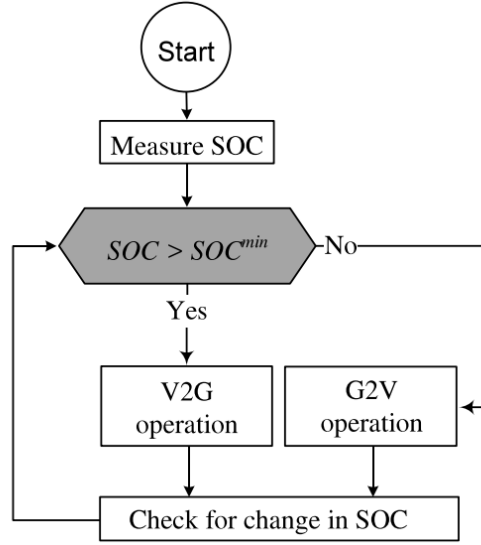 Start
Measure SOC
SOC > SOC^min
No
Yes
V2G
operation
G2V
operation
Check for change in SOC